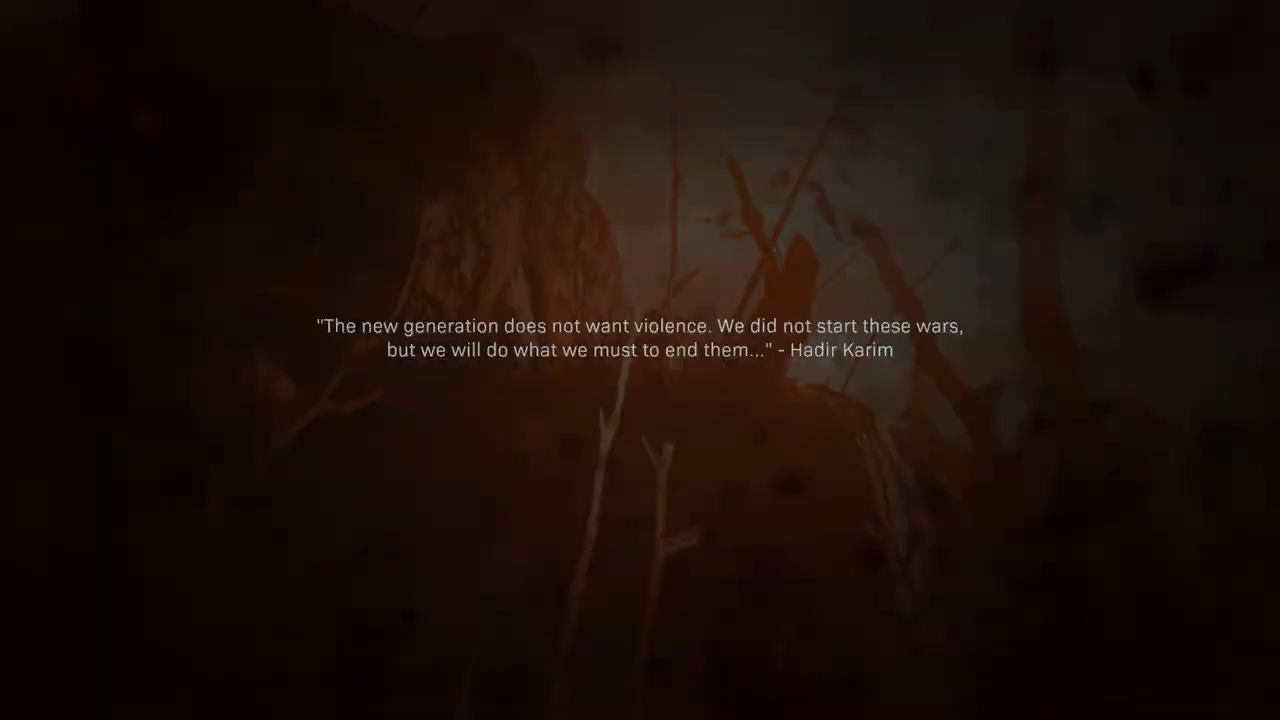 "The new generation does not want violence. We did not start these wars,
but we will do what we must to end them..." - Hadir Karim